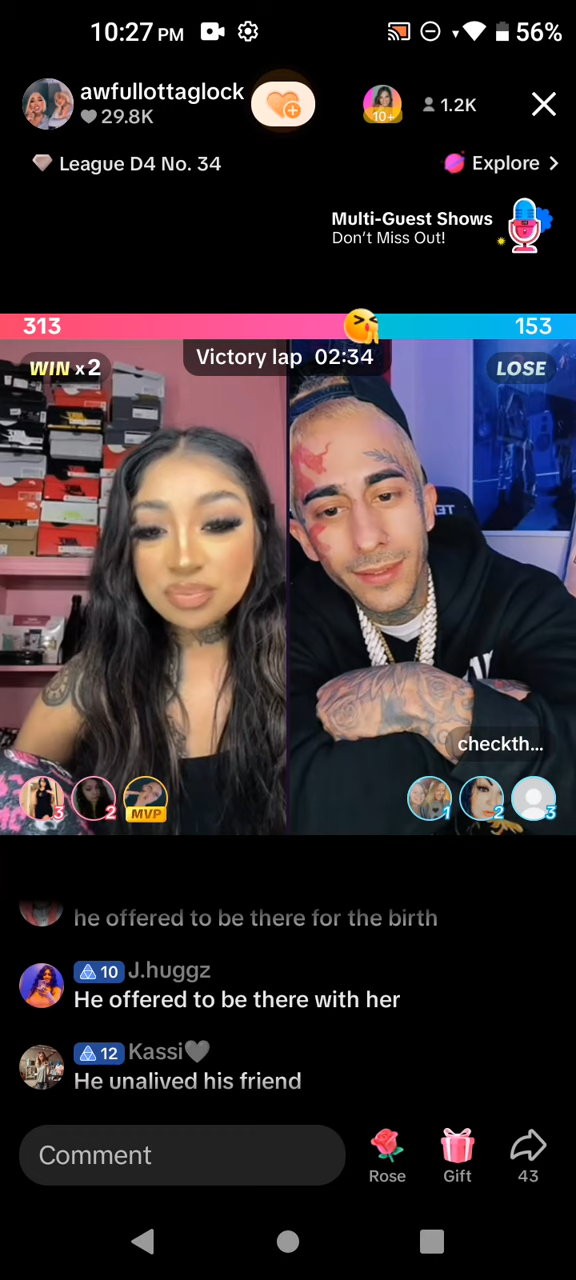 10:27 PM
56%
awfullottaglock
29.8K
10+
1.2K
League D4 No. 34
Explore >
Multi-Guest Shows
Don't Miss Out!
313
153
WIN x2
Victory lap 02:34
LOSE
checkth...
3
2
MVP
1
2
3
he offered to be there for the birth
10 J.huggz
He offered to be there with her
12 Kassi🖤
He unalived his friend
Comment
Rose
Gift
43